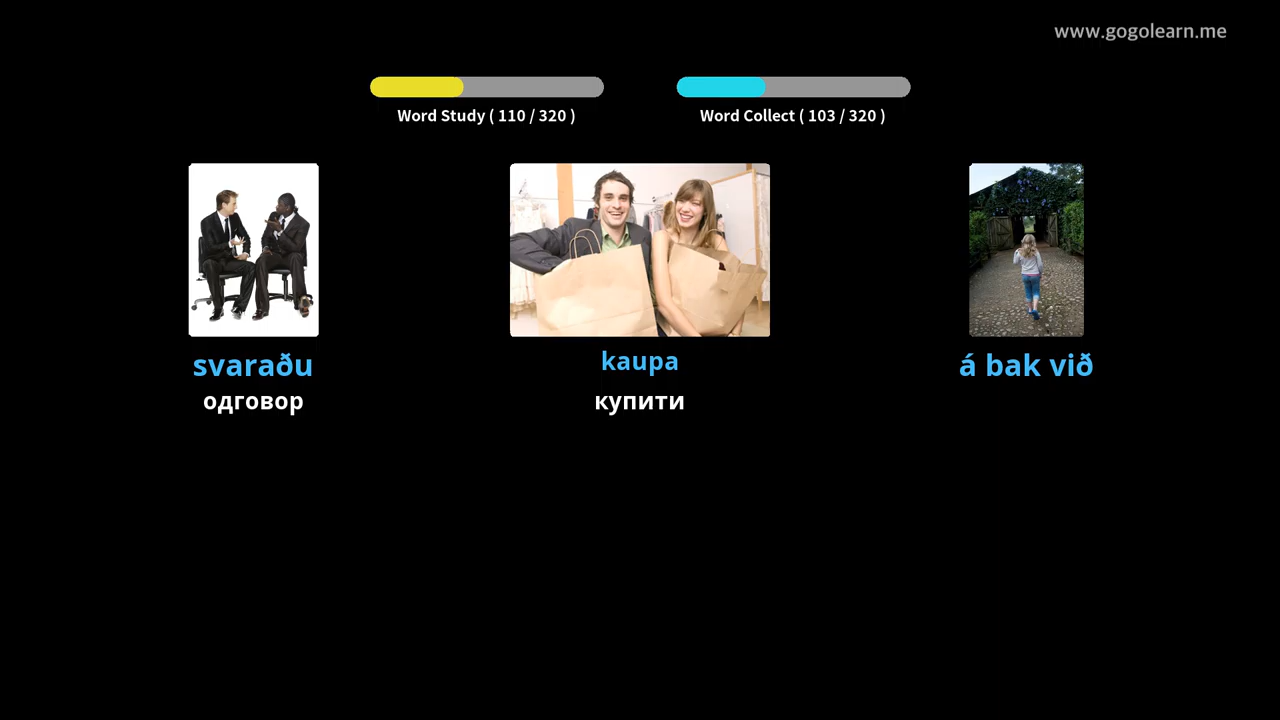 www.gogolearn.me
Word Study ( 110 / 320 )
Word Collect ( 103 / 320 )
svaraðu
одговор
kaupa
купити
á bak við